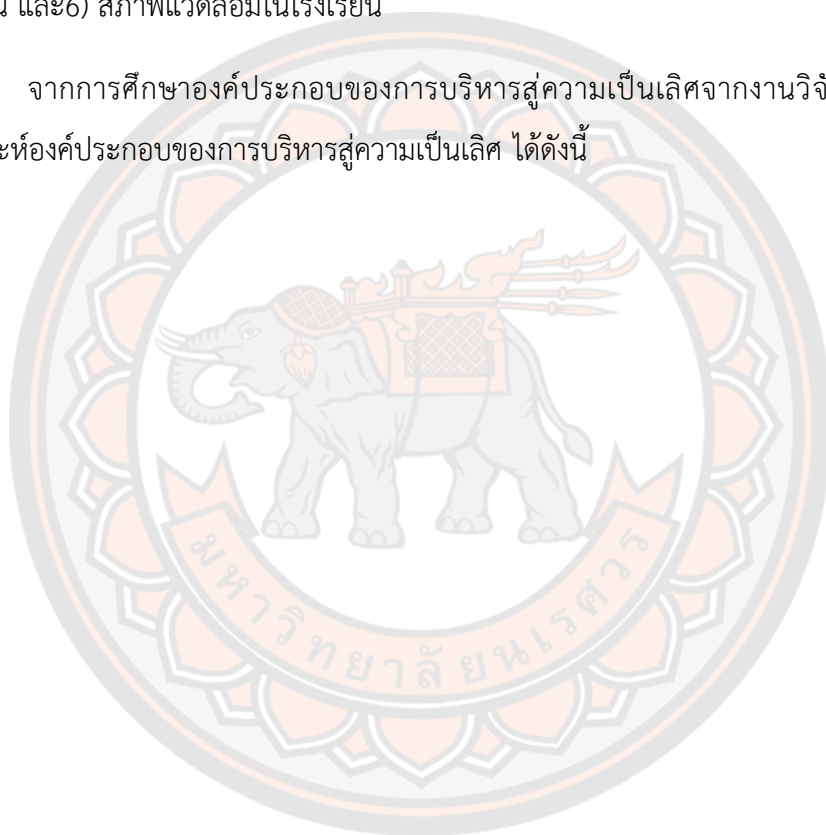 และ6) สภาพแวดล้อมในโรงเรียน
จากการศึกษาองค์ประกอบของการบริหารสู่ความเป็นเลิศจากงานวิจั
ะห์องค์ประกอบของการบริหารสู่ความเป็นเลิศ ได้ดังนี้
มหาวิทยาลัยนเรศวร